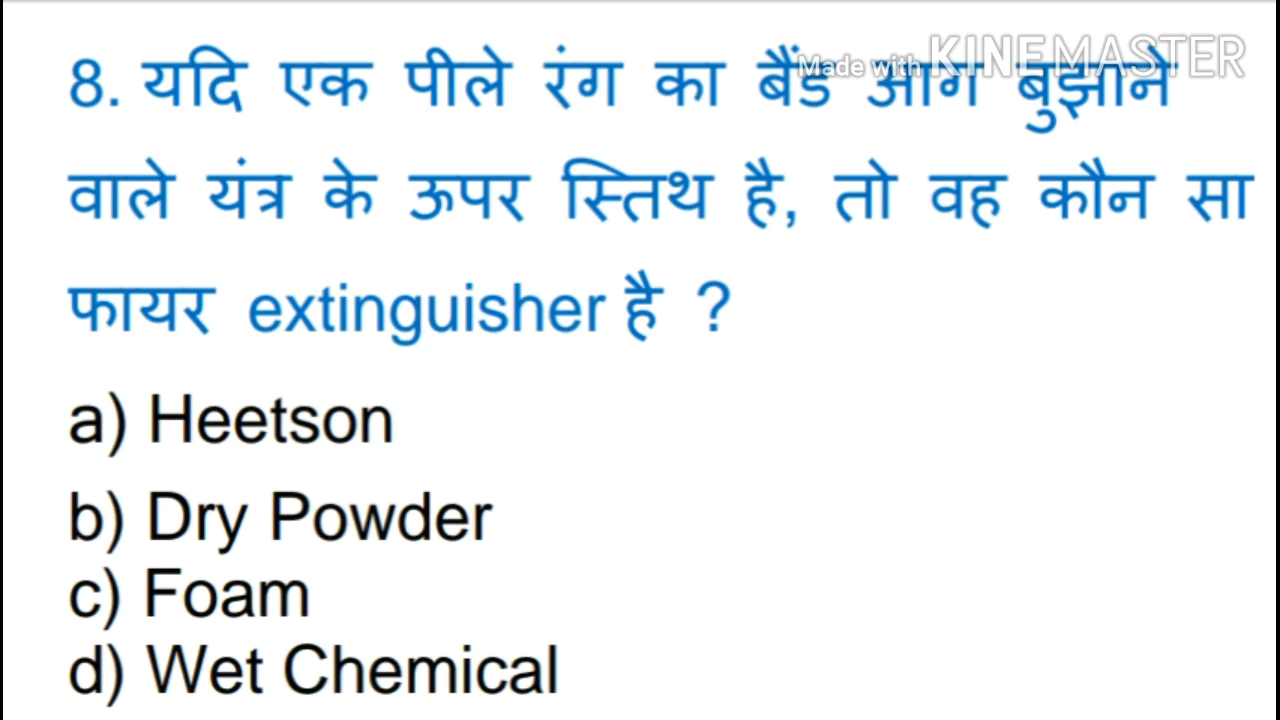 Made with KINEMASTER
8. यदि एक पीले रंग का बैंड आग बुझाने
वाले यंत्र के ऊपर स्तिथ है, तो वह कौन सा
फायर extinguisher है ?
a) Heetson
b) Dry Powder
c) Foam
d) Wet Chemical